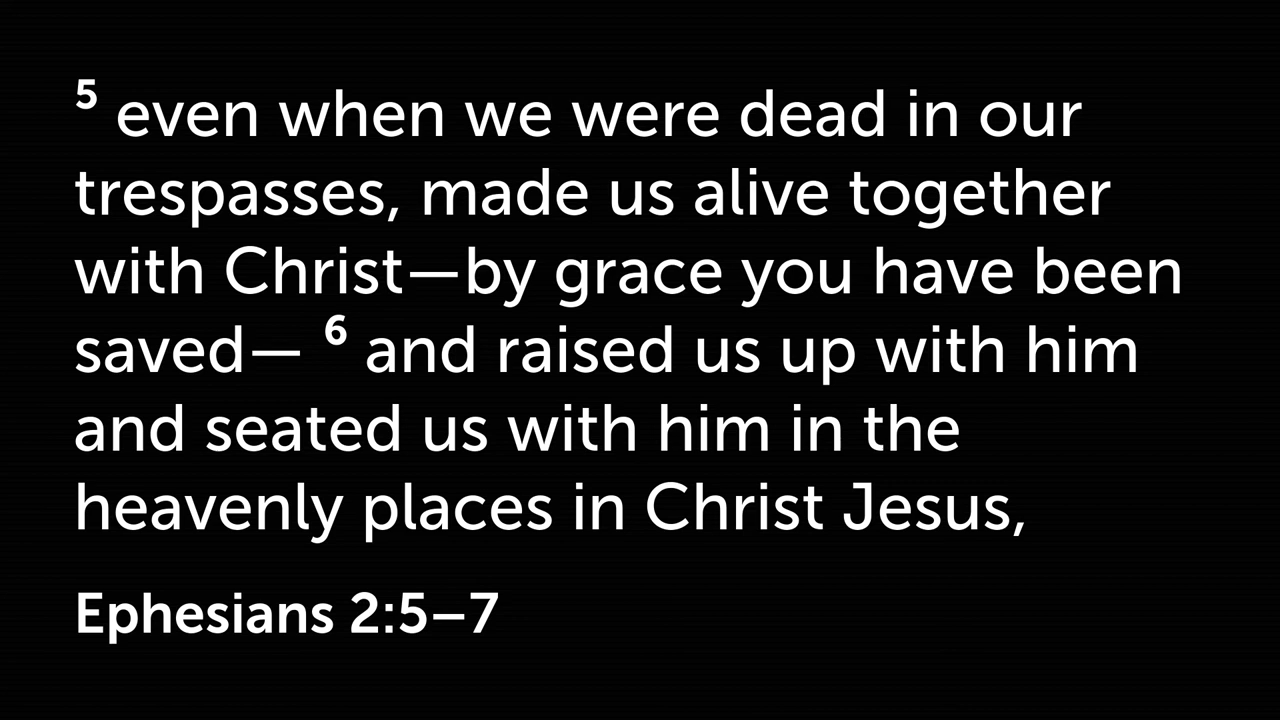 5 even when we were dead in our
trespasses, made us alive together
with Christ—by grace you have been
saved— 6 and raised us up with him
and seated us with him in the
heavenly places in Christ Jesus,
Ephesians 2:5–7